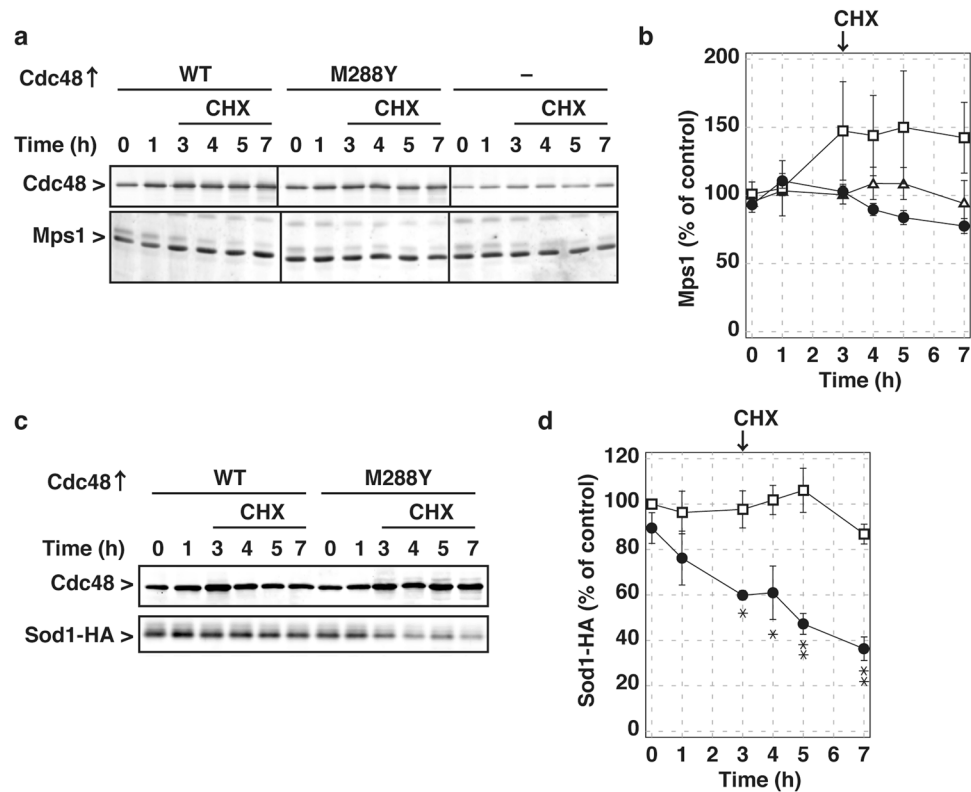 a
Cdc48↑ WT M288Y –
CHX CHX CHX
Time (h) 0 1 3 4 5 7 0 1 3 4 5 7 0 1 3 4 5 7
Cdc48 >
Mps1 >
b
CHX
↓
200
150
100
50
0
Mps1 (% of control)
0 1 2 3 4 5 6 7
Time (h)
c
Cdc48↑ WT M288Y
CHX CHX
Time (h) 0 1 3 4 5 7 0 1 3 4 5 7
Cdc48 >
Sod1-HA >
d
CHX
↓
120
100
80
60
40
20
0
Sod1-HA (% of control)
* * * * * *
0 1 2 3 4 5 6 7
Time (h)